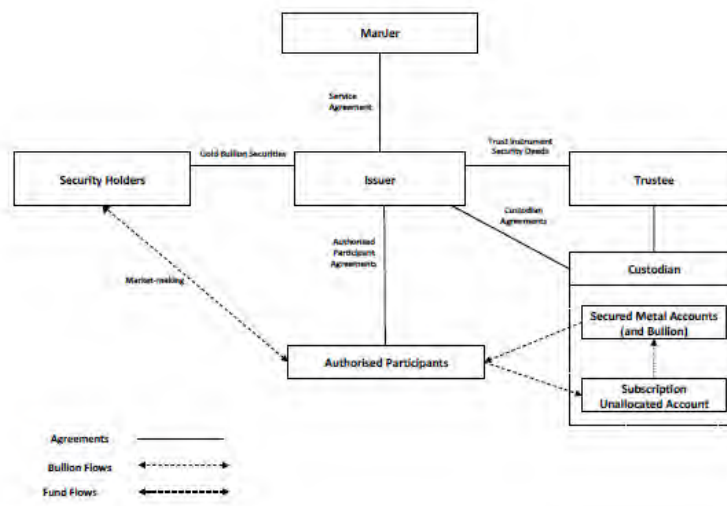 ManJer
Service
Agreement
Gold Bullion Securities
Trust Instrument
Security Deeds
Security Holders
Issuer
Trustee
Custodian
Agreements
Authorised
Participant
Agreements
Custodian
Market-making
Secured Metal Accounts
(and Bullion)
Authorised Participants
Subscription
Unallocated Account
Agreements
Bullion Flows
Fund Flows